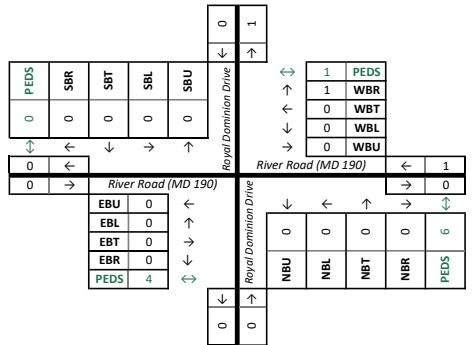 0 1
↓ ↑
Royal Dominion Drive
PEDS SBR SBT SBL SBU
0 0 0 0 0
↕ ← ↓ → ↑
↔ 1 PEDS
↑ 1 WBR
← 0 WBT
↓ 0 WBL
→ 0 WBU
0 ←
River Road (MD 190)
← 1
0 →
River Road (MD 190)
→ 0
EBU 0 ←
EBL 0 ↑
EBT 0 →
EBR 0 ↓
PEDS 4 ↔
Royal Dominion Drive
↓ ← ↑ → ↕
0 0 0 0 6
NBU NBL NBT NBR PEDS
↓ ↑
0 0